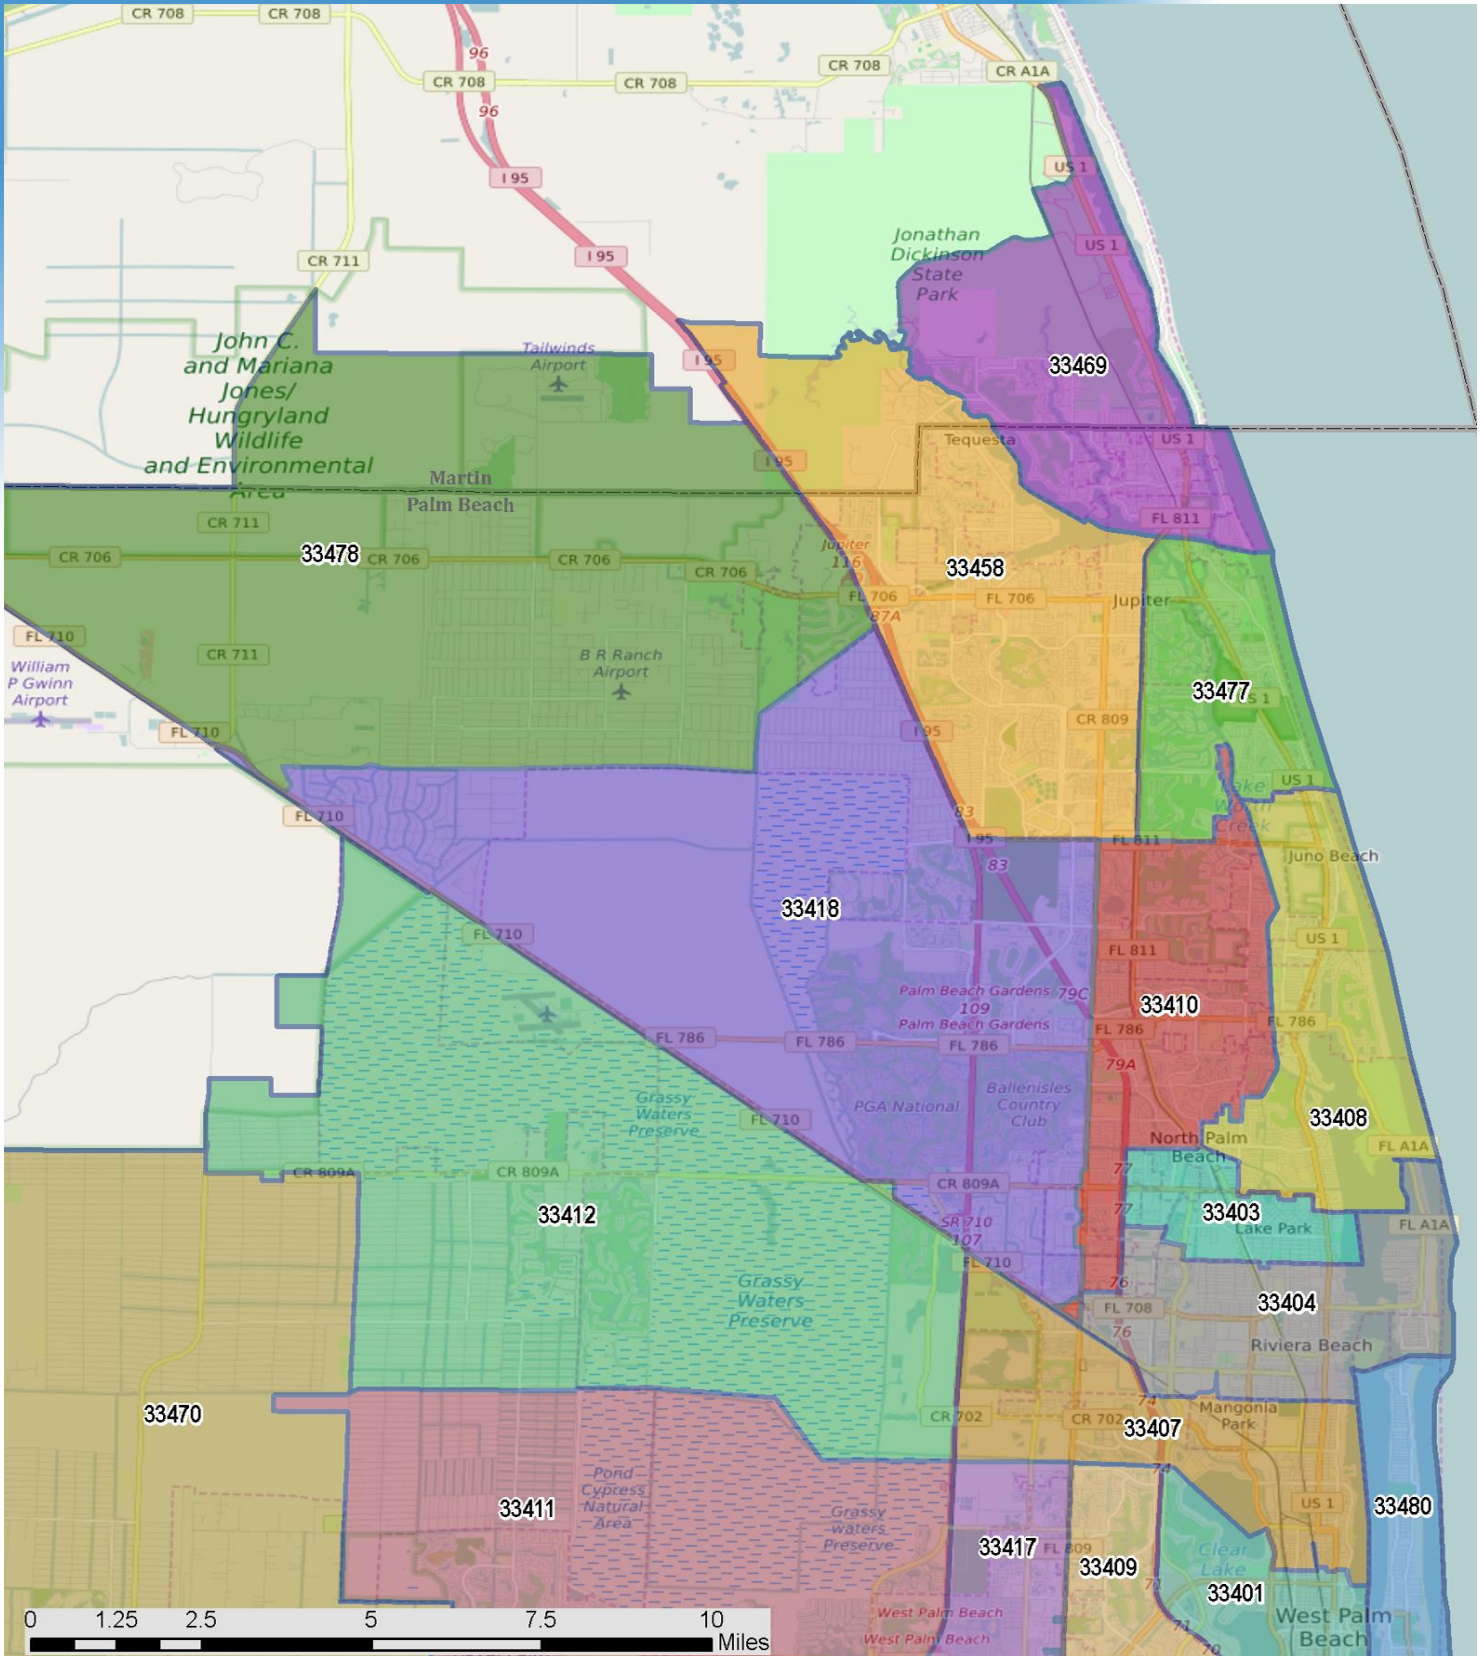 CR 708
CR 708
96
CR 708
CR 708
CR 708
CR A1A
96
US 1
I 95
Jonathan
Dickinson
State
Park
US 1
I 95
CR 711
John C.
and Mariana
Jones/
Hungryland
Wildlife
and Environmental
Area
Tailwinds
Airport
I 95
33469
Tequesta
US 1
I 95
Martin
Palm Beach
CR 711
FL 811
Jupiter
116
33478
CR 706
CR 706
CR 706
CR 706
33458
FL 706
FL 706
87A
Jupiter
FL 710
CR 711
B R Ranch
Airport
William
P Gwinn
Airport
33477
US 1
FL 710
I 95
CR 809
US 1
Lake
Worth
Creek
FL 710
83
I 95
FL 811
83
Juno Beach
33418
FL 710
FL 811
US 1
Palm Beach Gardens
109
Palm Beach Gardens
79C
33410
FL 786
FL 786
FL 786
FL 786
FL 786
79A
Grassy
Waters
Preserve
FL 710
PGA National
Ballenisles
Country
Club
33408
North Palm
Beach
FL A1A
CR 809A
CR 809A
CR 809A
77
77
33412
33403
Lake Park
SR 710
107
FL A1A
FL 710
Grassy
Waters
Preserve
76
FL 708
33404
76
Riviera Beach
33470
CR 702
CR 702
74
33407
Mangonia
Park
74
Pond
Cypress
Natural
Area
33411
Grassy
waters
Preserve
US 1
33480
33417
FL 809
33409
Clear
Lake
71
33401
West Palm Beach
West Palm Beach
71
70
West Palm
Beach
0 1.25 2.5 5 7.5 10
Miles